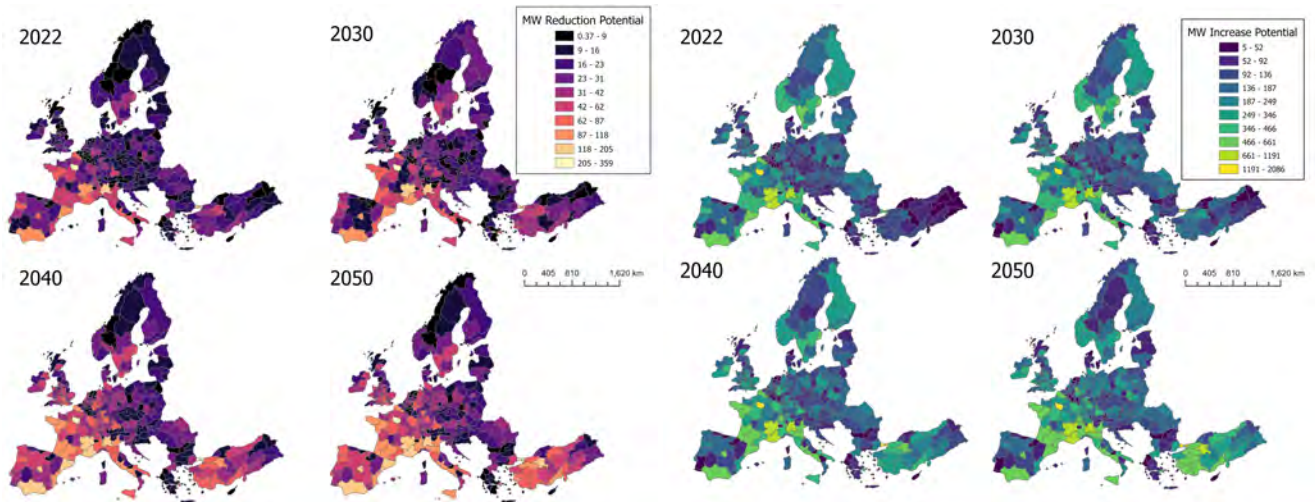 2022
2030
MW Reduction Potential
0.37 - 9
9 - 16
16 - 23
23 - 31
31 - 42
42 - 62
62 - 87
87 - 118
118 - 205
205 - 359
2040
2050
0 405 810 1,620 km
2022
2030
MW Increase Potential
5 - 52
52 - 92
92 - 136
136 - 187
187 - 249
249 - 346
346 - 466
466 - 661
661 - 1191
1191 - 2086
2040
2050
0 405 810 1,620 km